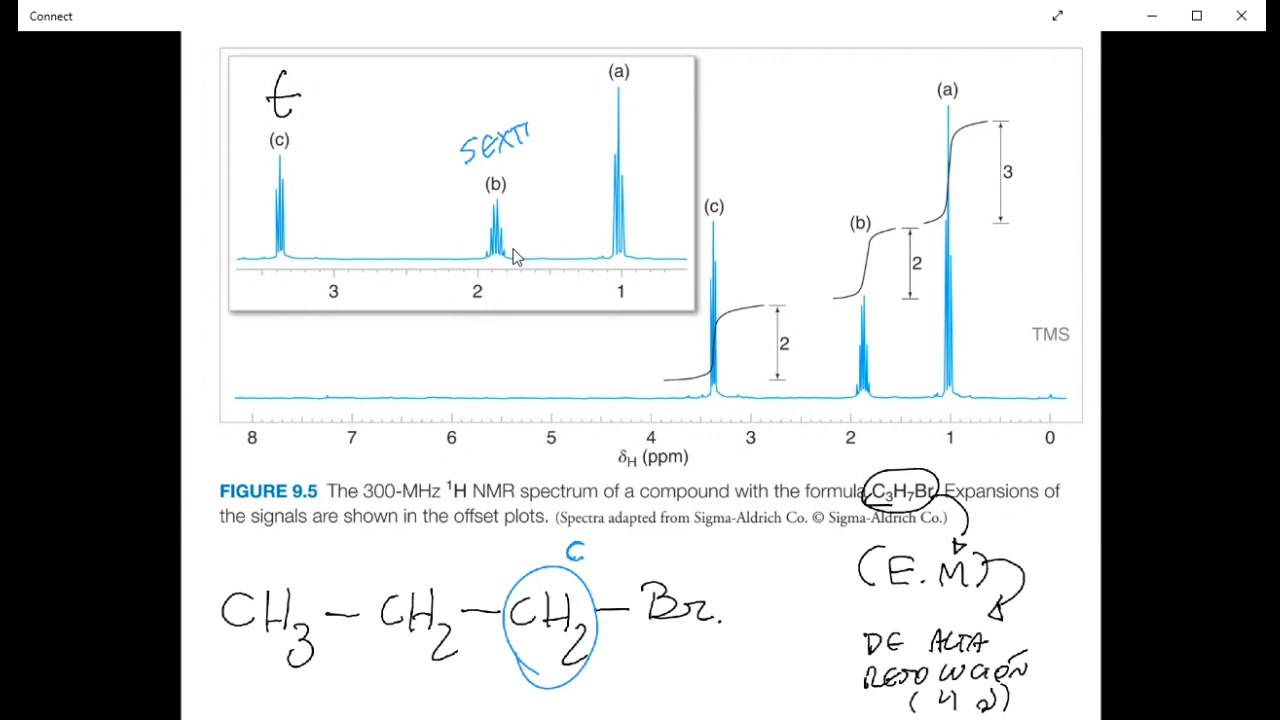 Connect
t
(c)
SEXT
(b)
(a)
3
2
1
(a)
3
(b)
2
(c)
2
TMS
8 7 6 5 4 3 2 1 0
δH (ppm)
FIGURE 9.5 The 300-MHz ¹H NMR spectrum of a compound with the formula C₃H₇Br. Expansions of
the signals are shown in the offset plots. (Spectra adapted from Sigma-Aldrich Co. © Sigma-Aldrich Co.)
C
CH₃ — CH₂ — CH₂ — Br.
(E.M)
DE ALTA
RESOLUCIÓN